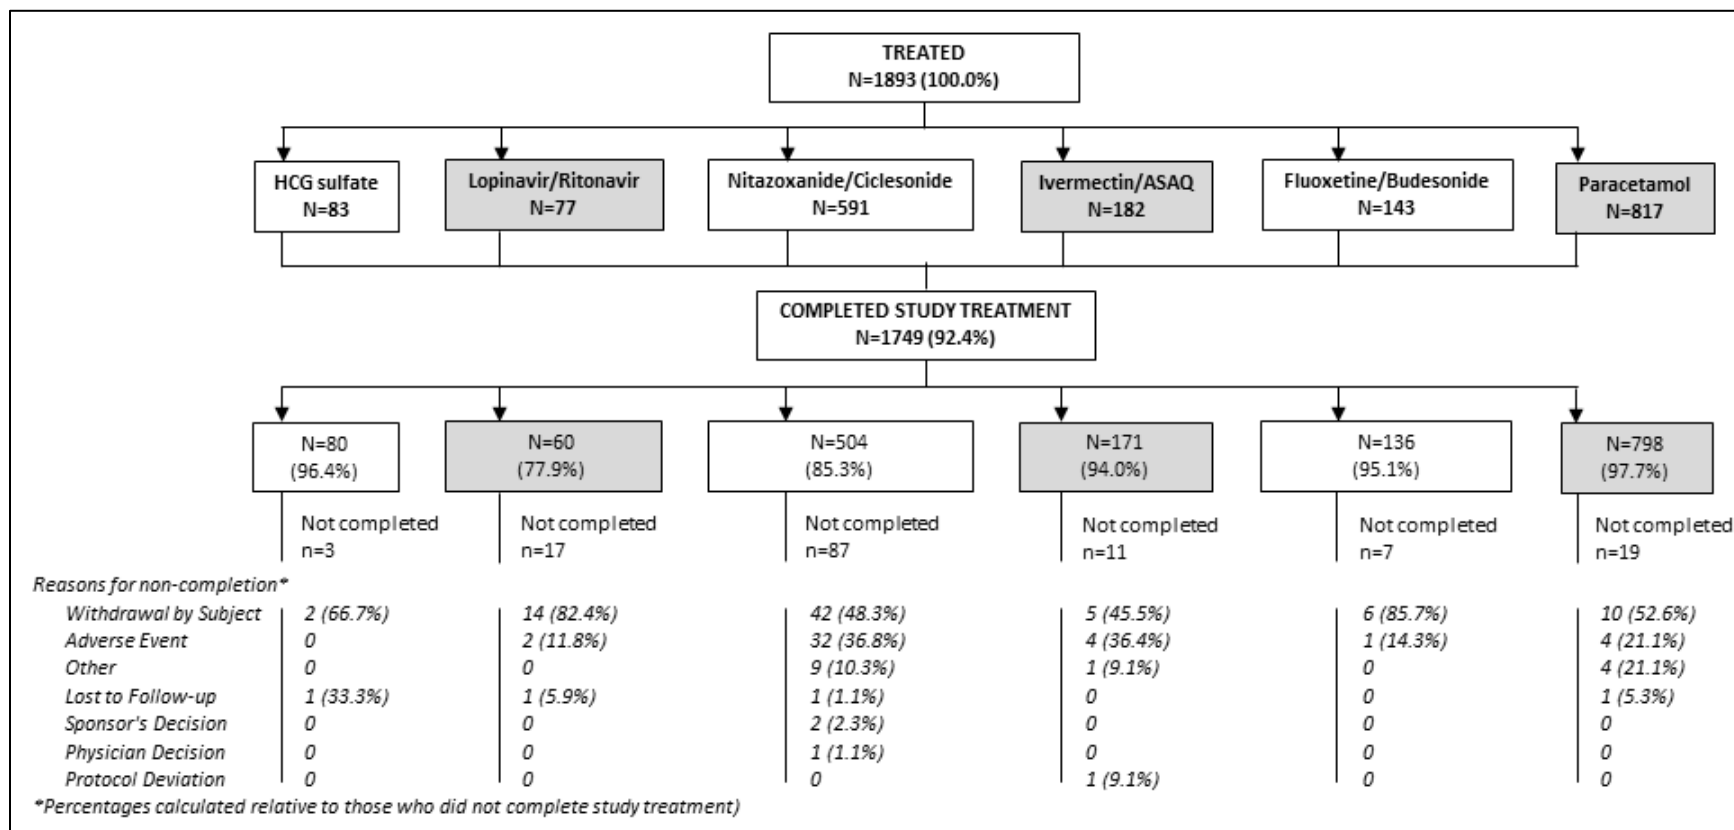 TREATED
N=1893 (100.0%)
HCG sulfate
N=83
Lopinavir/Ritonavir
N=77
Nitazoxanide/Ciclesonide
N=591
Ivermectin/ASAQ
N=182
Fluoxetine/Budesonide
N=143
Paracetamol
N=817
COMPLETED STUDY TREATMENT
N=1749 (92.4%)
N=80
(96.4%)
N=60
(77.9%)
N=504
(85.3%)
N=171
(94.0%)
N=136
(95.1%)
N=798
(97.7%)
Not completed
n=3
Not completed
n=17
Not completed
n=87
Not completed
n=11
Not completed
n=7
Not completed
n=19
Reasons for non-completion*
Withdrawal by Subject 2 (66.7%) 14 (82.4%) 42 (48.3%) 5 (45.5%) 6 (85.7%) 10 (52.6%)
Adverse Event 0 2 (11.8%) 32 (36.8%) 4 (36.4%) 1 (14.3%) 4 (21.1%)
Other 0 0 9 (10.3%) 1 (9.1%) 0 4 (21.1%)
Lost to Follow-up 1 (33.3%) 1 (5.9%) 1 (1.1%) 0 0 1 (5.3%)
Sponsor's Decision 0 0 2 (2.3%) 0 0 0
Physician Decision 0 0 1 (1.1%) 0 0 0
Protocol Deviation 0 0 0 1 (9.1%) 0 0
*Percentages calculated relative to those who did not complete study treatment)